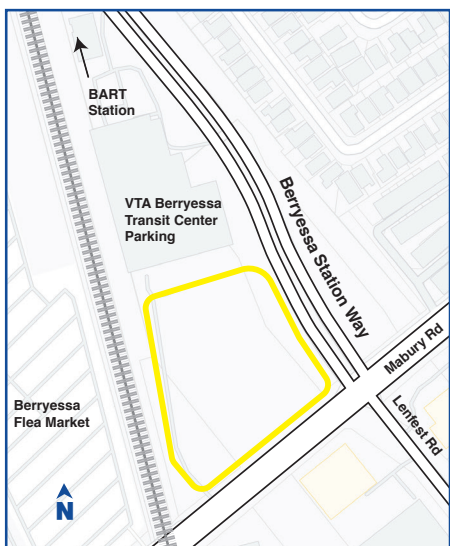 BART
Station
VTA Berryessa
Transit Center
Parking
Berryessa Station Way
Mabury Rd
Lenfest Rd
Berryessa
Flea Market
N